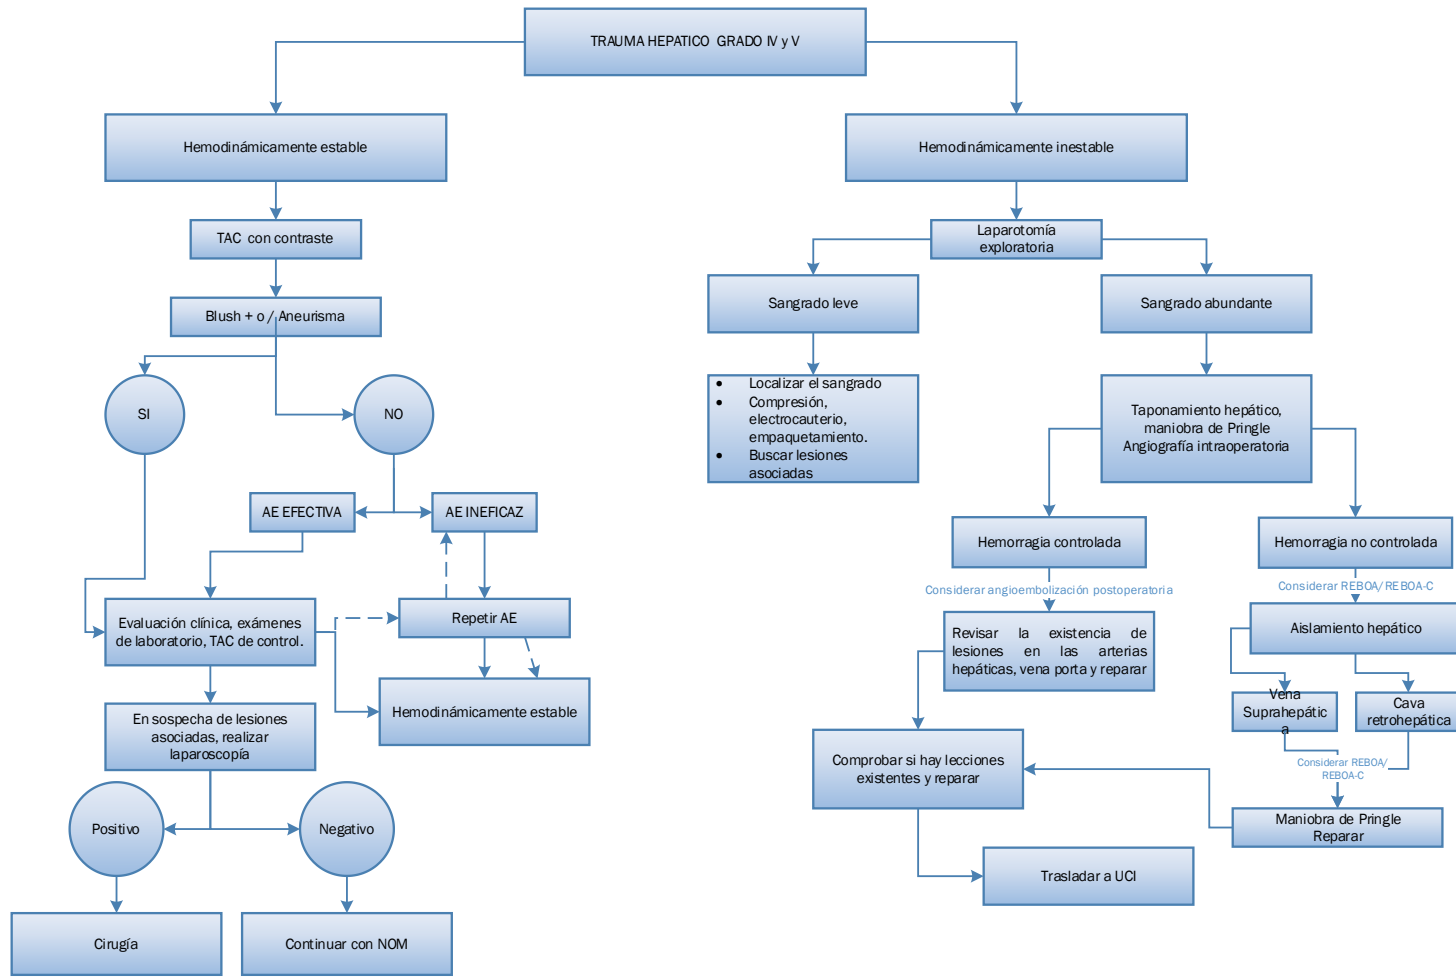 TRAUMA HEPATICO GRADO IV y V
Hemodinámicamente estable
Hemodinámicamente inestable
TAC con contraste
Laparotomía
exploratoria
Blush + o / Aneurisma
Sangrado leve
Sangrado abundante
SI
NO
• Localizar el sangrado
• Compresión,
electrocauterio,
empaquetamiento.
• Buscar lesiones
asociadas
Taponamiento hepático,
maniobra de Pringle
Angiografía intraoperatoria
AE EFECTIVA
AE INEFICAZ
Hemorragia controlada
Hemorragia no controlada
Considerar angioembolización postoperatoria
Considerar REBOA/ REBOA-C
Evaluación clínica, exámenes
de laboratorio, TAC de control.
Repetir AE
Revisar la existencia de
lesiones en las arterias
hepáticas, vena porta y reparar
Aislamiento hepático
Hemodinámicamente estable
Vena
Suprahepátic
a
Cava
retrohepática
En sospecha de lesiones
asociadas, realizar
laparoscopía
Comprobar si hay lecciones
existentes y reparar
Considerar REBOA/
REBOA-C
Positivo
Negativo
Maniobra de Pringle
Reparar
Trasladar a UCI
Cirugía
Continuar con NOM